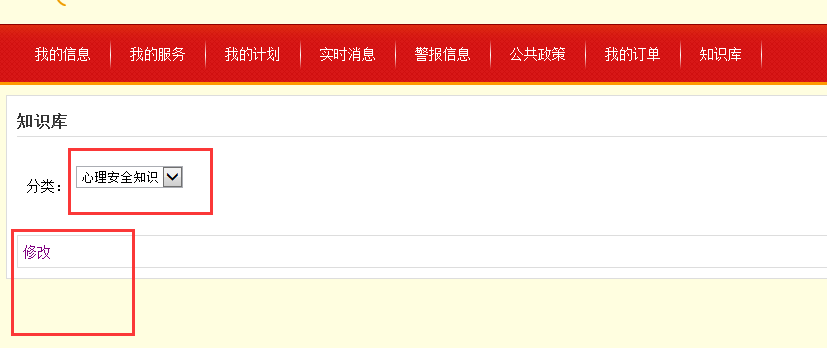 我的信息 我的服务 我的计划 实时消息 警报信息 公共政策 我的订单 知识库
知识库
分类： 心理安全知识
修改